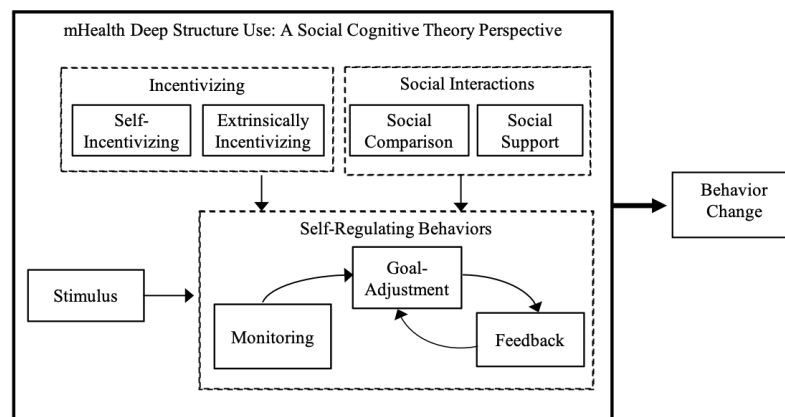 mHealth Deep Structure Use: A Social Cognitive Theory Perspective
Incentivizing
Self-
Incentivizing
Extrinsically
Incentivizing
Social Interactions
Social
Comparison
Social
Support
Behavior
Change
Self-Regulating Behaviors
Stimulus
Monitoring
Goal-
Adjustment
Feedback